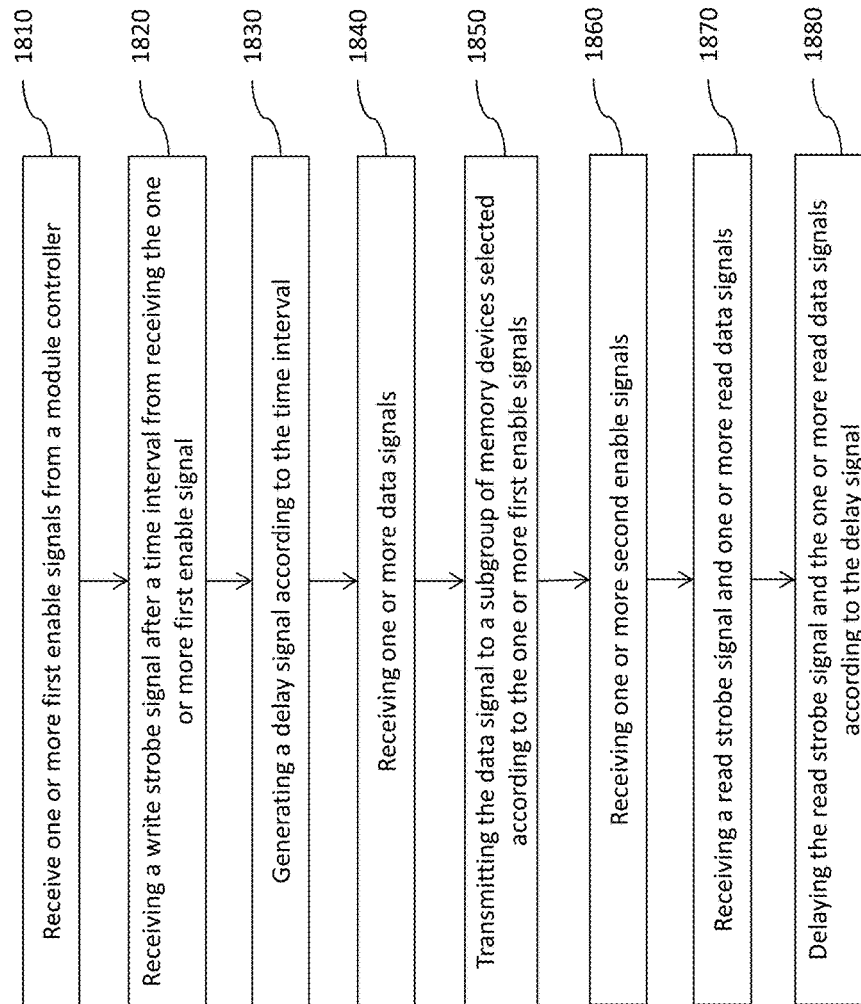 Receive one or more first enable signals from a module controller
1810
Receiving a write strobe signal after a time interval from receiving the one
or more first enable signal
1820
Generating a delay signal according to the time interval
1830
Receiving one or more data signals
1840
Transmitting the data signal to a subgroup of memory devices selected
according to the one or more first enable signals
1850
Receiving one or more second enable signals
1860
Receiving a read strobe signal and one or more read data signals
1870
Delaying the read strobe signal and the one or more read data signals
according to the delay signal
1880